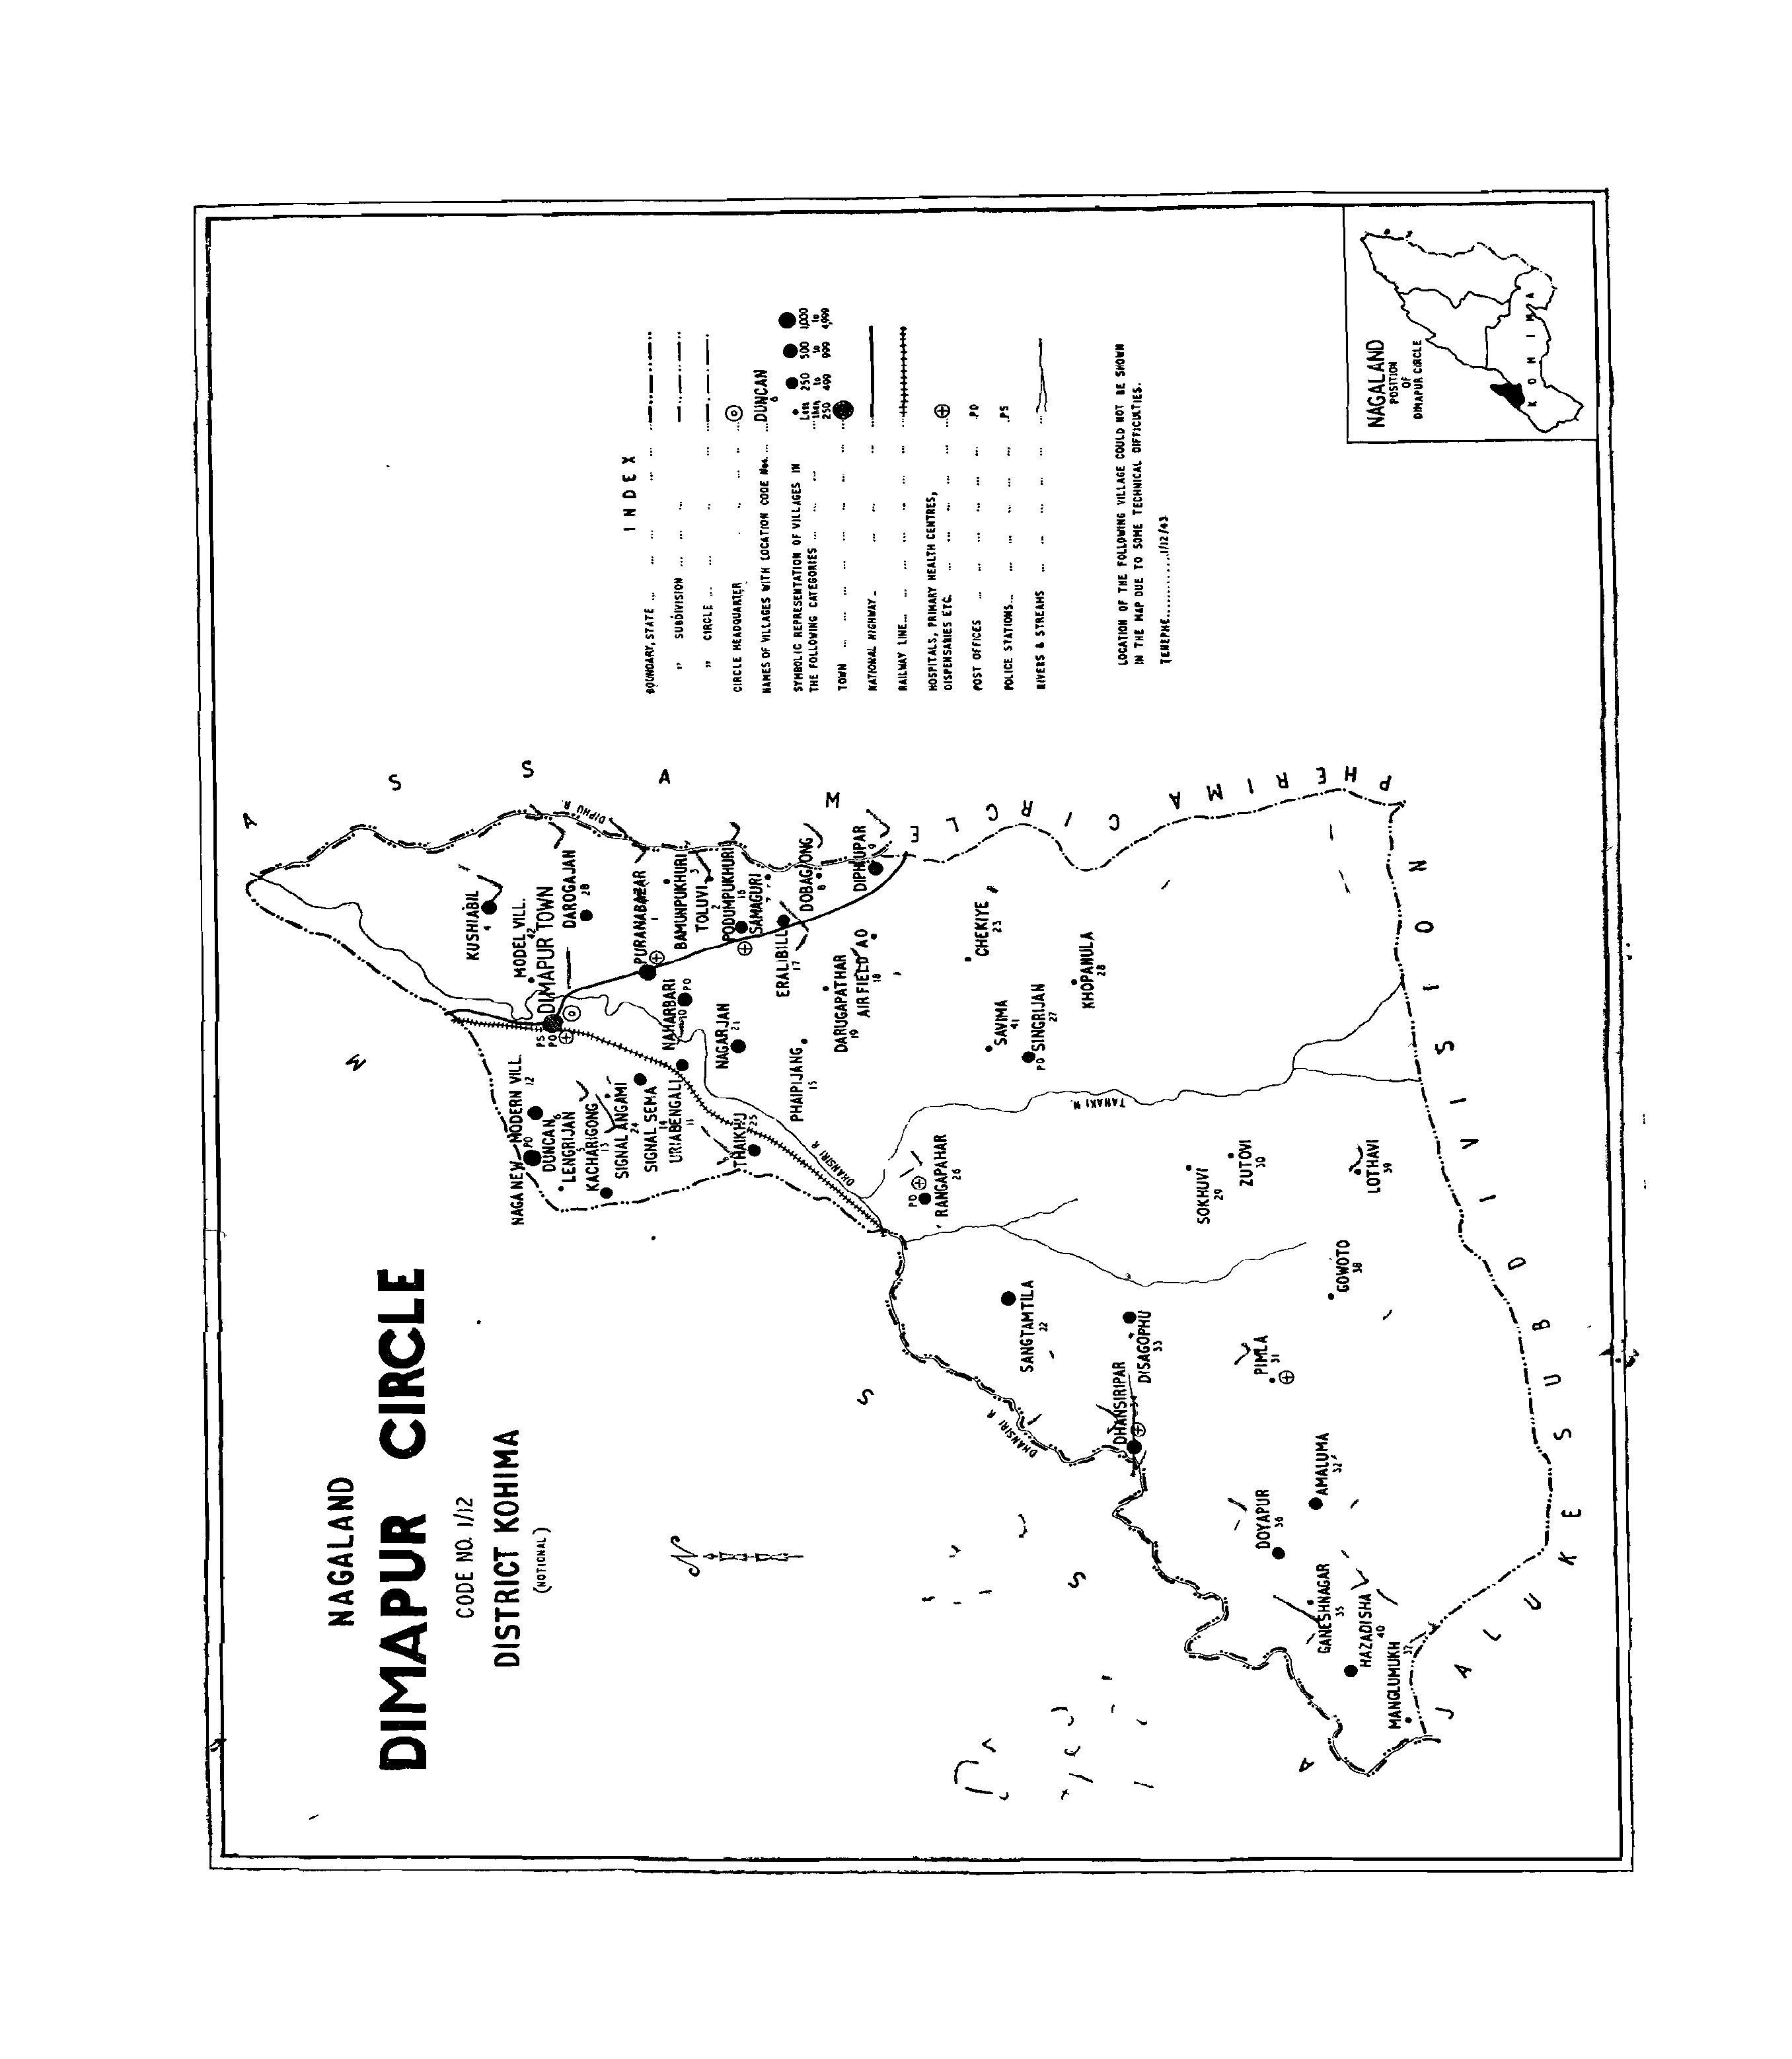 NAGALAND
DIMAPUR CIRCLE
CODE NO. 1/12
DISTRICT KOHIMA
(NOTIONAL)
N
A S S A M
A S S A M
KUSHIABIL
4
NAGA NEW
PO
MODERN VILL.
12
MODEL VILL.
42
DUNCAN
6
PS
PO
DIMAPUR TOWN
LENGRIJAN
5
DAROGAJAN
20
KACHARIGONG
13
DIPHU R.
SIGNAL ANGAMI
24
SIGNAL SEMA
14
PURANABAZAR
1
URIABENGALI
11
NAHARBARI
10 PO
BAMUNPUKHURI
3
TOLUVI
2
NAGARJAN
21
PODUMPUKHURI
16
THAIKHU
25
SAMAGURI
7
ERALIBILL
17
PHAIPIJANG
15
DOBAGONG
8
DHANSIRI R
DARUGAPATHAR
19
AIRFIELD AO
18
DIPHUPAR
9
PO
RANGAPAHAR
26
CHEKIYE
23
SAVIMA
41
DHANSIRI R
SANGTAMTILA
22
PO SINGRIJAN
27
KHOPANULA
28
TANAKI N.
DHANSIRIPAR
34
DISAGOPHU
33
SOKHUVI
29
ZUTOVI
30
DOYAPUR
36
PIMLA
31
GANESHNAGAR
35
AMALUMA
32
GOWOTO
38
HAZADISHA
40
LOTHAVI
39
MANGLUMUKH
37
JALUKE SUBDIVISION
PHERIMA CIRCLE
INDEX
BOUNDARY, STATE
" SUBDIVISION
" CIRCLE
CIRCLE HEADQUARTER
NAMES OF VILLAGES WITH LOCATION CODE Nos. DUNCAN
6
SYMBOLIC REPRESENTATION OF VILLAGES IN
THE FOLLOWING CATEGORIES
Less than 250
250 to 499
500 to 999
1,000 to 4,999
TOWN
NATIONAL HIGHWAY
RAILWAY LINE
HOSPITALS, PRIMARY HEALTH CENTRES,
DISPENSARIES ETC.
POST OFFICES PO
POLICE STATIONS PS
RIVERS & STREAMS
LOCATION OF THE FOLLOWING VILLAGE COULD NOT BE SHOWN
IN THE MAP DUE TO SOME TECHNICAL DIFFICULTIES.
TENEPHE............1/12/43
NAGALAND
POSITION
OF
DIMAPUR CIRCLE
KOHIMA